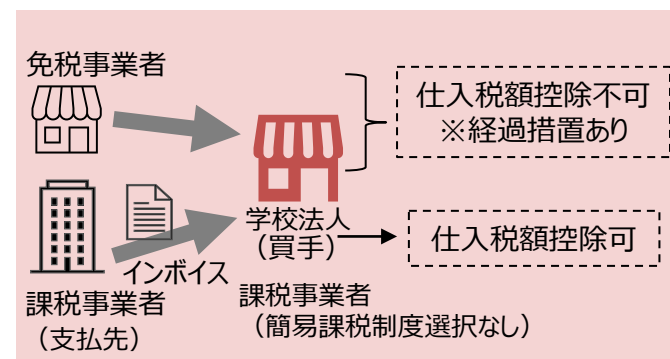 免税事業者
仕入税額控除不可
※経過措置あり
学校法人
（買手）
仕入税額控除可
インボイス
課税事業者
（支払先）
課税事業者
（簡易課税制度選択なし）